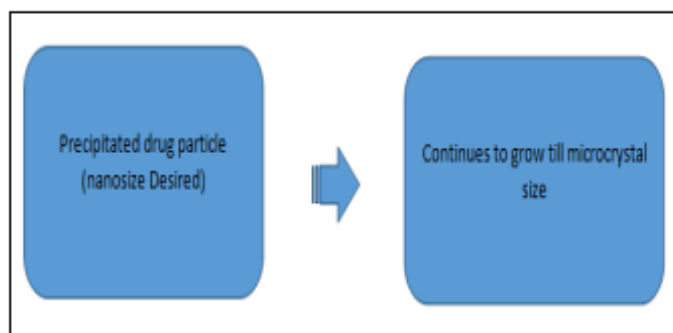 Precipitated drug particle
(nanosize Desired)
Continues to grow till microcrystal
size